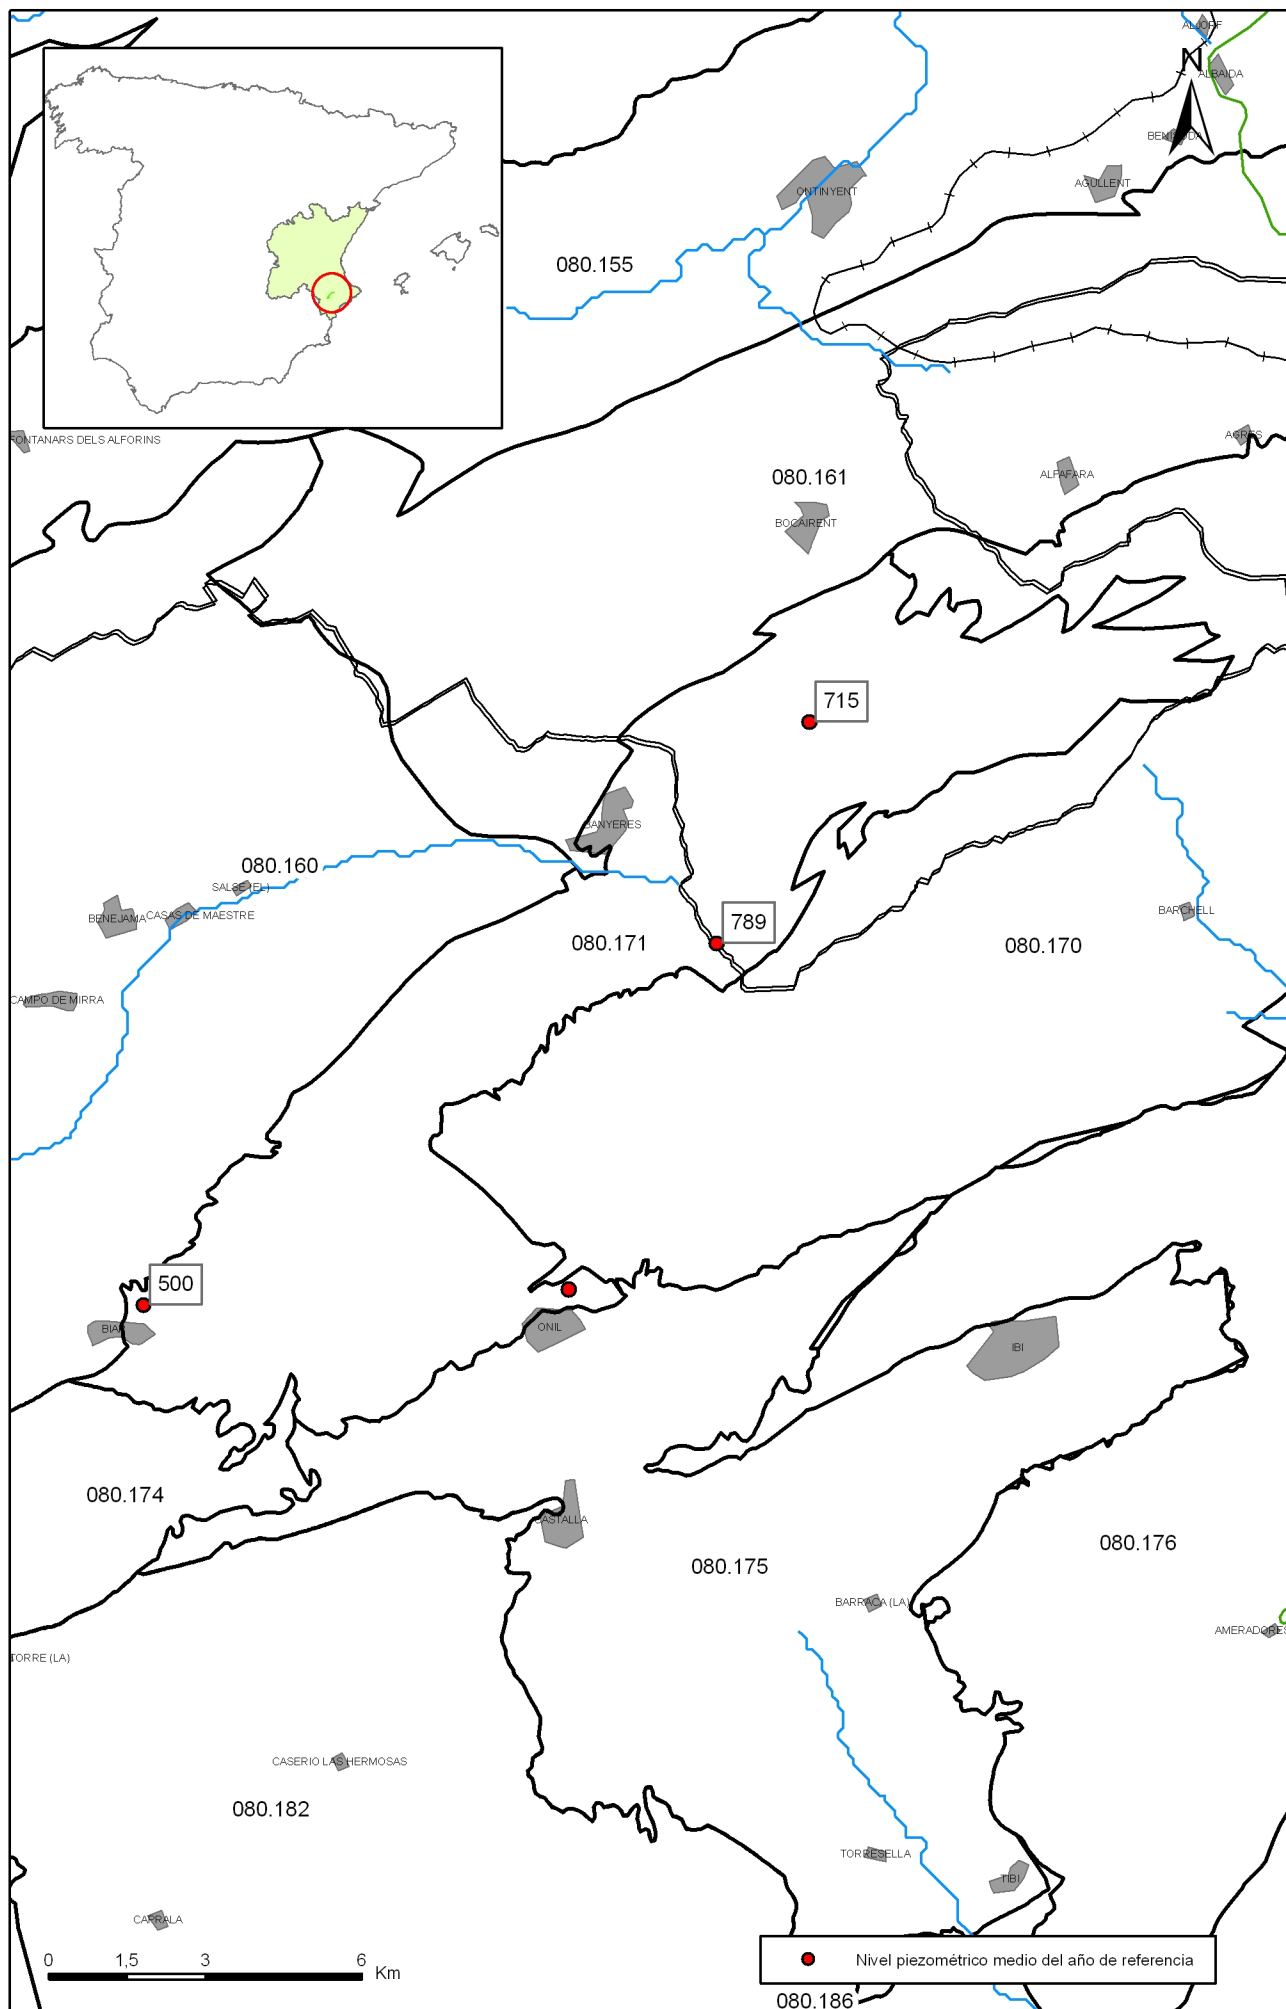 ALJORF
N
ALBAIDA
BENISODA
AGULLENT
ONTINYENT
080.155
FONTANARS DELS ALFORINS
AGRES
ALFAFARA
080.161
BOCAIRENT
715
BANYERES
080.160
SALSE (EL)
BENEJAMA
CASAS DE MAESTRE
BARCHELL
789
080.171
080.170
CAMPO DE MIRRA
500
BIAR
ONIL
IBI
080.174
CASTALLA
080.175
080.176
BARRACA (LA)
AMERADORES
TORRE (LA)
CASERIO LAS HERMOSAS
080.182
TORRESELLA
TIBI
CAPRALA
0 1,5 3 6
Km
Nivel piezométrico medio del año de referencia
080.186